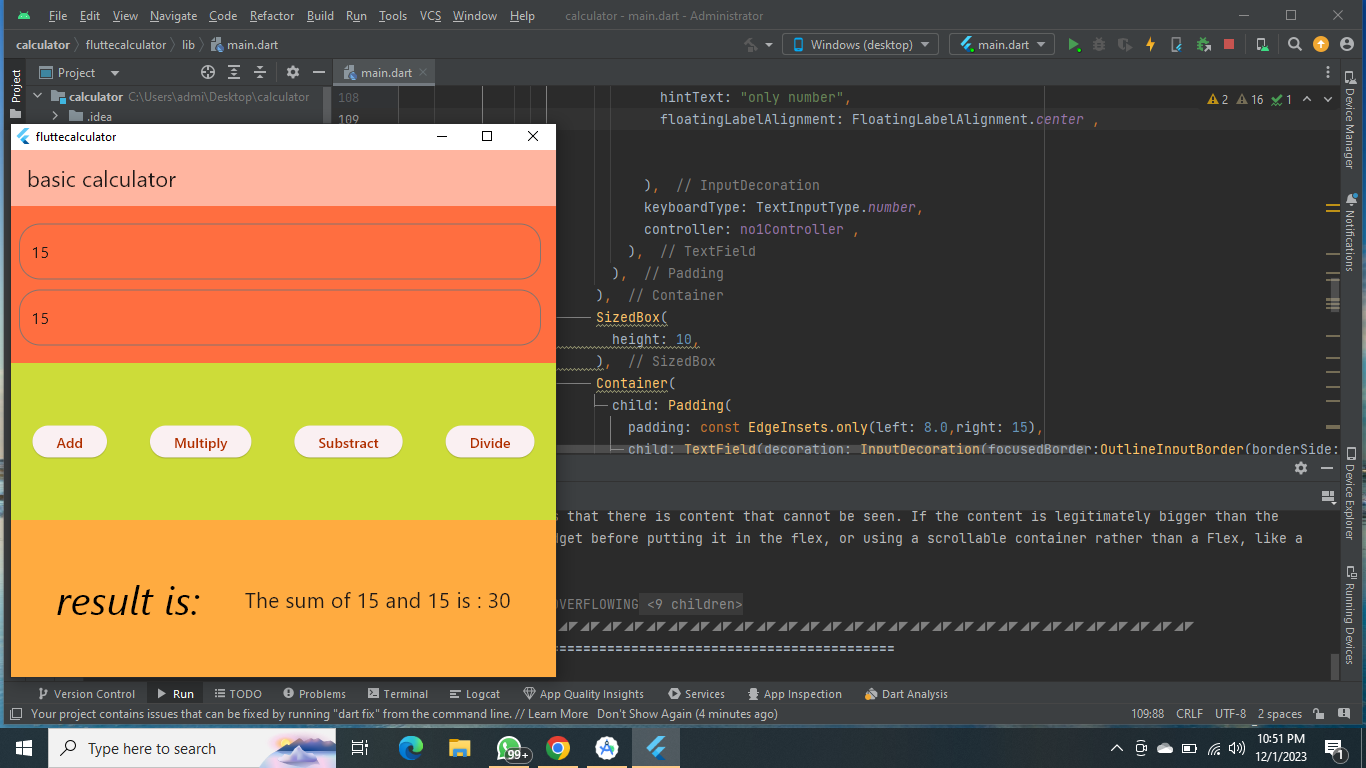 File Edit View Navigate Code Refactor Build Run Tools VCS Window Help calculator - main.dart - Administrator
calculator fluttecalculator lib main.dart
Windows (desktop) main.dart
Project main.dart
calculator C:\Users\admi\Desktop\calculator
.idea
Project
108 hintText: "only number",
2 16 1
109 floatingLabelAlignment: FloatingLabelAlignment.center ,
), // InputDecoration
keyboardType: TextInputType.number,
controller: no1Controller ,
), // TextField
), // Padding
), // Container
SizedBox(
height: 10,
), // SizedBox
Container(
child: Padding(
padding: const EdgeInsets.only(left: 8.0,right: 15),
child: TextField(decoration: InputDecoration(focusedBorder:OutlineInputBorder(borderSide:
Device Manager
Notifications
Device Explorer
Running Devices
fluttecalculator
basic calculator
15
15
Add Multiply Substract Divide
result is: The sum of 15 and 15 is : 30
s that there is content that cannot be seen. If the content is legitimately bigger than the
dget before putting it in the flex, or using a scrollable container rather than a Flex, like a
OVERFLOWING <9 children>
==========================================
Version Control Run TODO Problems Terminal Logcat App Quality Insights Services App Inspection Dart Analysis
Your project contains issues that can be fixed by running "dart fix" from the command line. // Learn More Don't Show Again (4 minutes ago) 109:88 CRLF UTF-8 2 spaces
Type here to search
99+
10:51 PM
12/1/2023
1